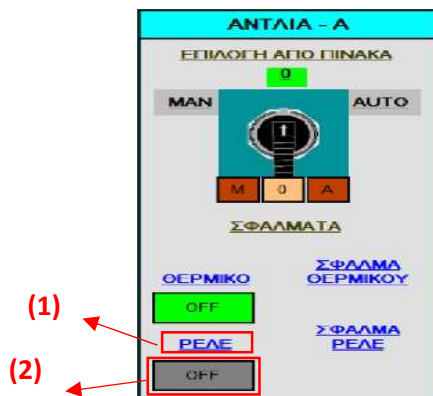 ΑΝΤΛΙΑ - Α
ΕΠΙΛΟΓΗ ΑΠΟ ΠΙΝΑΚΑ
0
MAN AUTO
M 0 A
ΣΦΑΛΜΑΤΑ
ΘΕΡΜΙΚΟ
ΣΦΑΛΜΑ
ΘΕΡΜΙΚΟΥ
OFF
(1)
ΡΕΛΕ
ΣΦΑΛΜΑ
ΡΕΛΕ
(2)
OFF